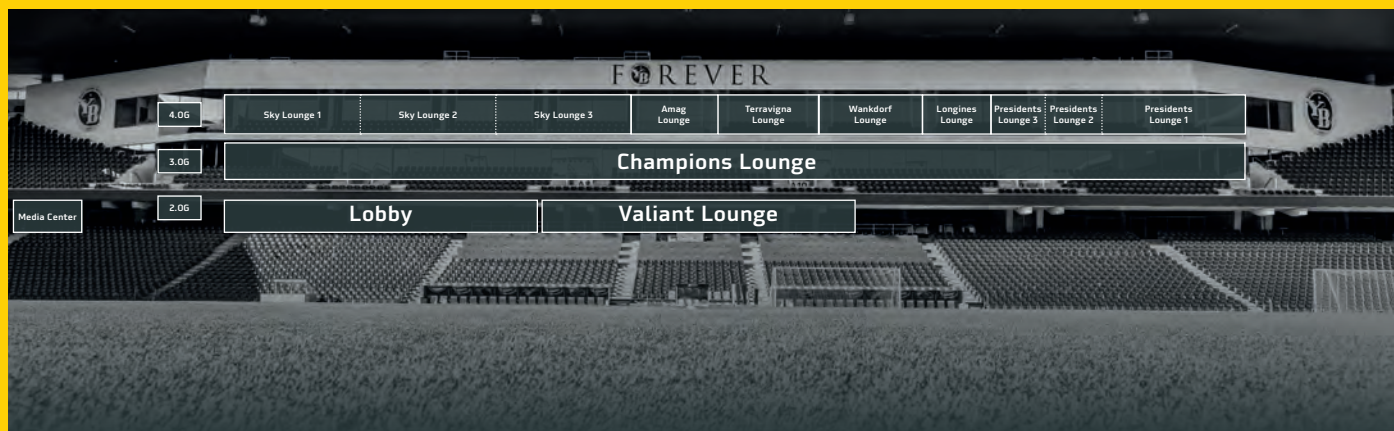 FOREVER
YB
YB
4.OG
Sky Lounge 1
Sky Lounge 2
Sky Lounge 3
Amag
Lounge
Terravigna
Lounge
Wankdorf
Lounge
Longines
Lounge
Presidents
Lounge 3
Presidents
Lounge 2
Presidents
Lounge 1
3.OG
Champions Lounge
2.OG
Media Center
Lobby
Valiant Lounge